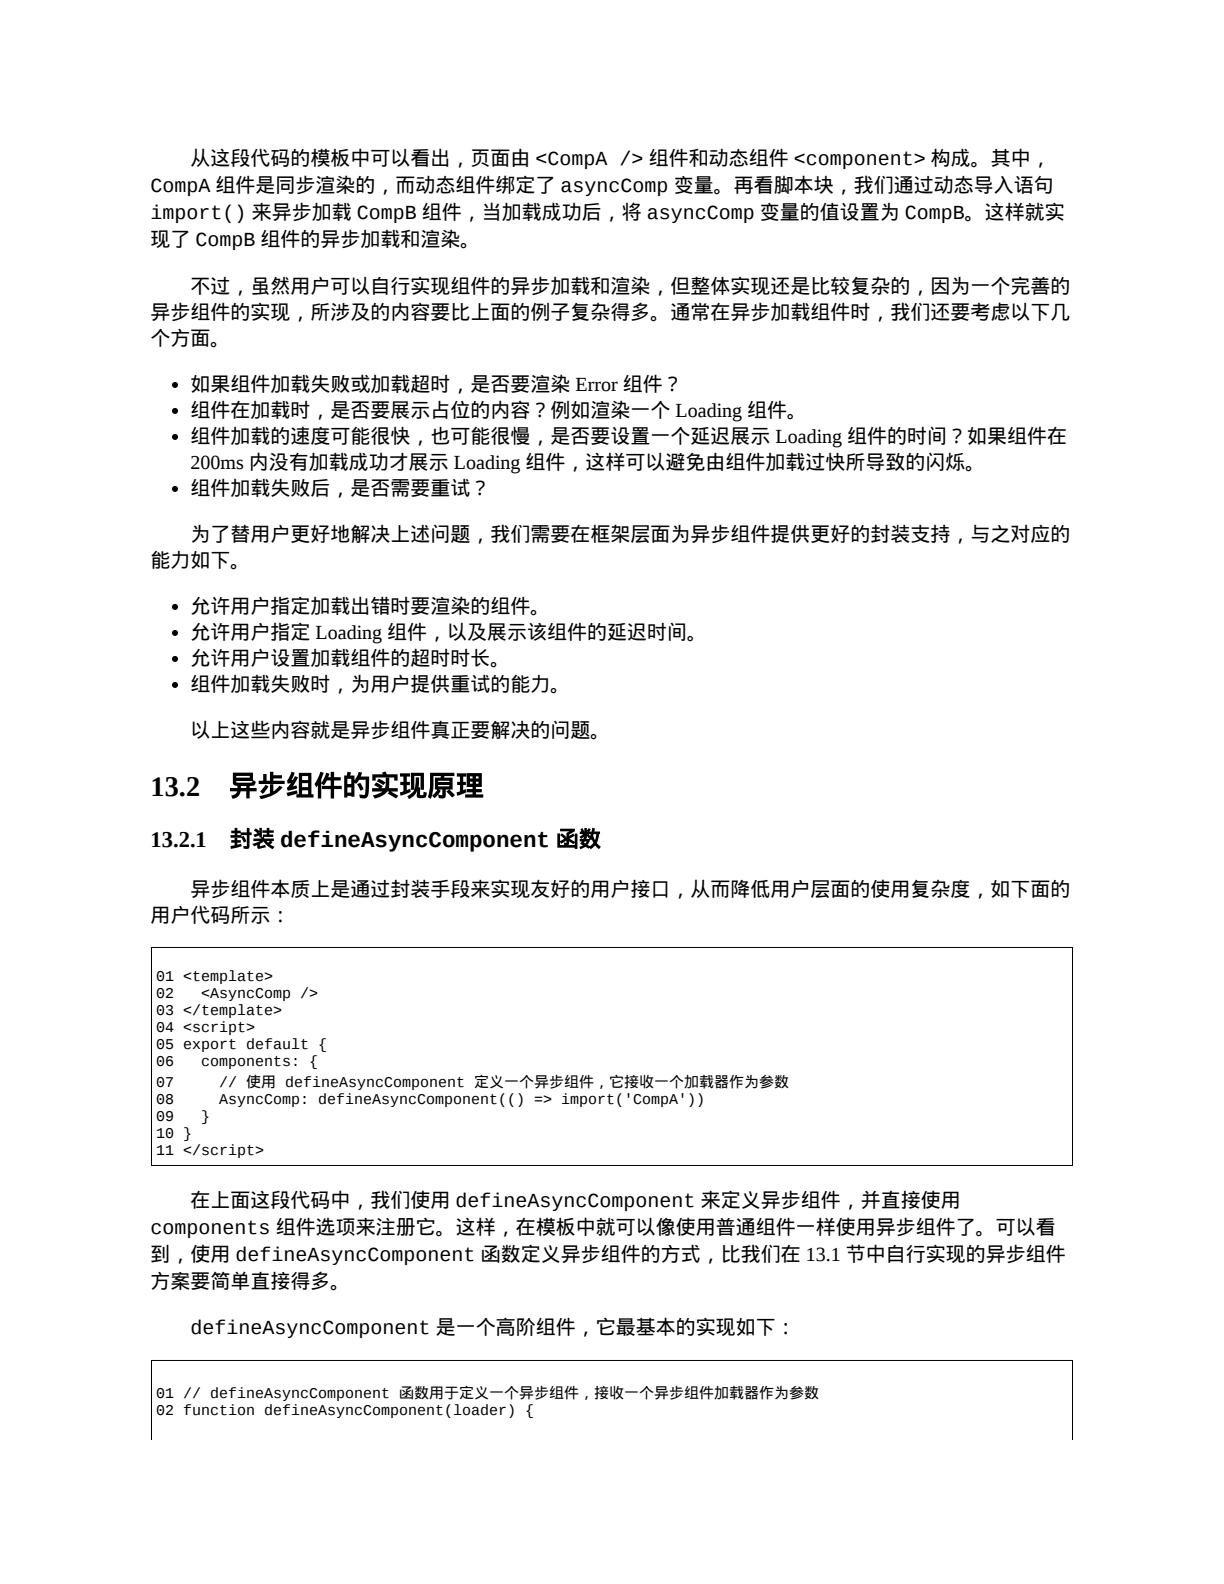 从这段代码的模板中可以看出，页面由 <CompA /> 组件和动态组件 <component> 构成。其中，
CompA 组件是同步渲染的，而动态组件绑定了 asyncComp 变量。再看脚本块，我们通过动态导入语句
import() 来异步加载 CompB 组件，当加载成功后，将 asyncComp 变量的值设置为 CompB。这样就实
现了 CompB 组件的异步加载和渲染。
不过，虽然用户可以自行实现组件的异步加载和渲染，但整体实现还是比较复杂的，因为一个完善的
异步组件的实现，所涉及的内容要比上面的例子复杂得多。通常在异步加载组件时，我们还要考虑以下几
个方面。
• 如果组件加载失败或加载超时，是否要渲染 Error 组件？
• 组件在加载时，是否要展示占位的内容？例如渲染一个 Loading 组件。
• 组件加载的速度可能很快，也可能很慢，是否要设置一个延迟展示 Loading 组件的时间？如果组件在
200ms 内没有加载成功才展示 Loading 组件，这样可以避免由组件加载过快所导致的闪烁。
• 组件加载失败后，是否需要重试？
为了替用户更好地解决上述问题，我们需要在框架层面为异步组件提供更好的封装支持，与之对应的
能力如下。
• 允许用户指定加载出错时要渲染的组件。
• 允许用户指定 Loading 组件，以及展示该组件的延迟时间。
• 允许用户设置加载组件的超时时长。
• 组件加载失败时，为用户提供重试的能力。
以上这些内容就是异步组件真正要解决的问题。
13.2 异步组件的实现原理
13.2.1 封装 defineAsyncComponent 函数
异步组件本质上是通过封装手段来实现友好的用户接口，从而降低用户层面的使用复杂度，如下面的
用户代码所示：
01 <template>
02   <AsyncComp />
03 </template>
04 <script>
05 export default {
06   components: {
07     // 使用 defineAsyncComponent 定义一个异步组件，它接收一个加载器作为参数
08     AsyncComp: defineAsyncComponent(() => import('CompA'))
09   }
10 }
11 </script>
在上面这段代码中，我们使用 defineAsyncComponent 来定义异步组件，并直接使用
components 组件选项来注册它。这样，在模板中就可以像使用普通组件一样使用异步组件了。可以看
到，使用 defineAsyncComponent 函数定义异步组件的方式，比我们在 13.1 节中自行实现的异步组件
方案要简单直接得多。
defineAsyncComponent 是一个高阶组件，它最基本的实现如下：
01 // defineAsyncComponent 函数用于定义一个异步组件，接收一个异步组件加载器作为参数
02 function defineAsyncComponent(loader) {